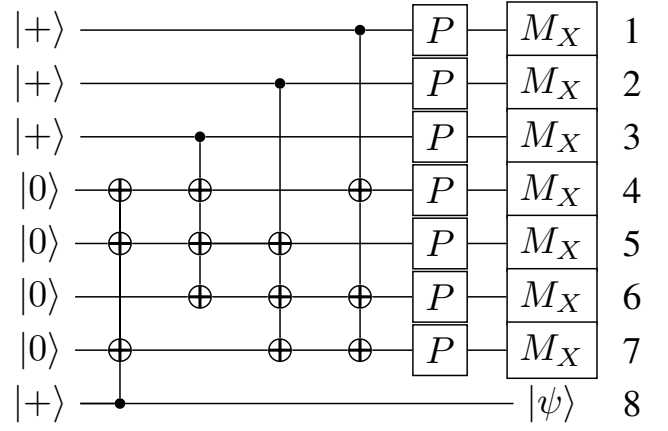 |+⟩ P M_X 1
|+⟩ P M_X 2
|+⟩ P M_X 3
|0⟩ P M_X 4
|0⟩ P M_X 5
|0⟩ P M_X 6
|0⟩ P M_X 7
|+⟩ |ψ⟩ 8